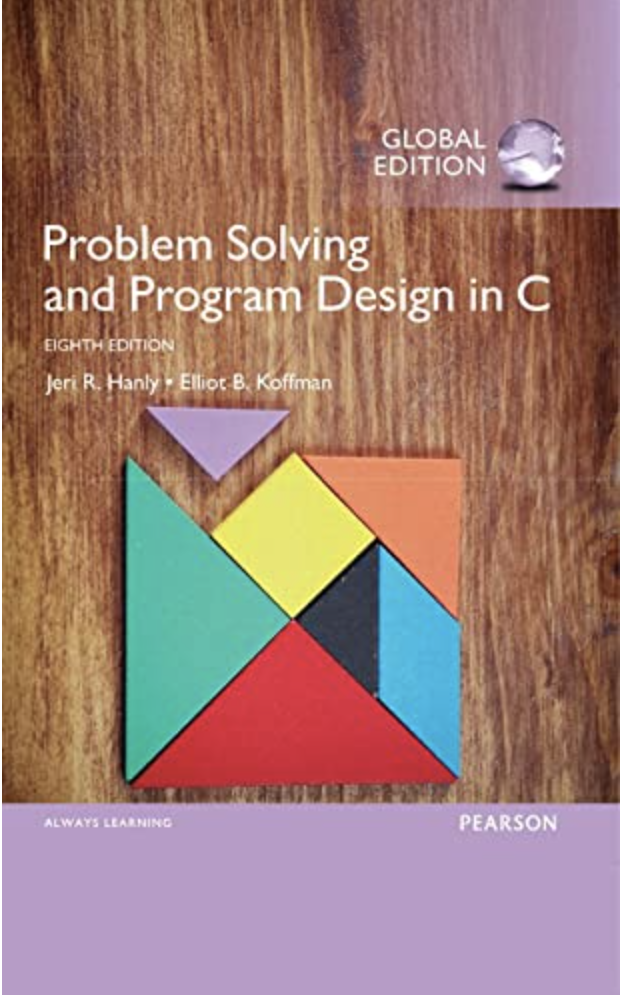 GLOBAL
EDITION
Problem Solving
and Program Design in C
EIGHTH EDITION
Jeri R. Hanly • Elliot B. Koffman
ALWAYS LEARNING
PEARSON